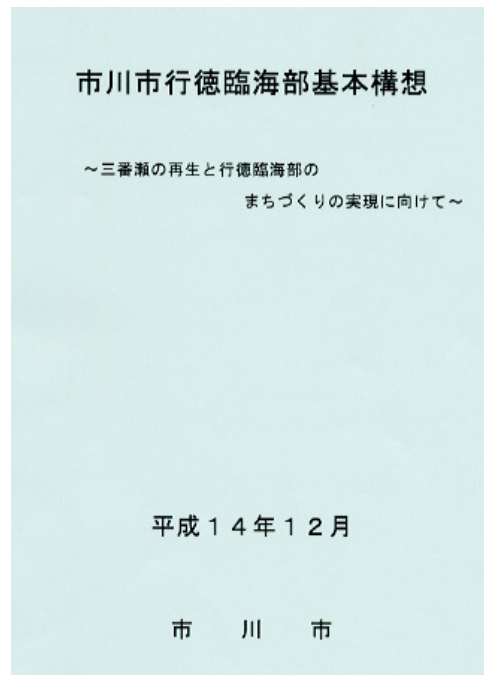 市川市行徳臨海部基本構想
～三番瀬の再生と行徳臨海部の
まちづくりの実現に向けて～
平成１４年１２月
市　川　市